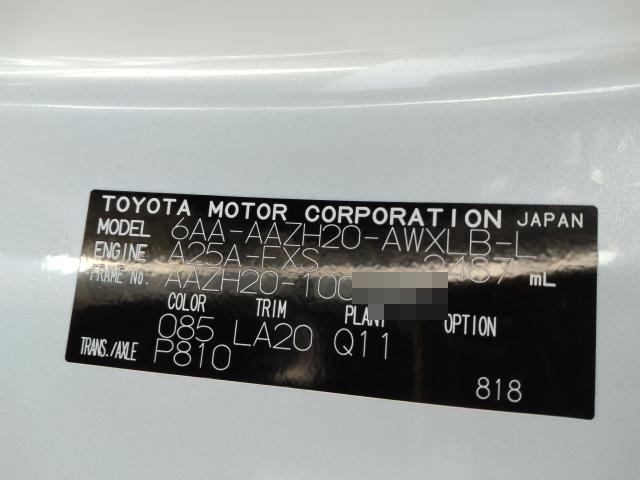 TOYOTA MOTOR CORPORATION JAPAN
MODEL 6AA-AAZH20-AWXLB-L
ENGINE A25A-EXS 2487 mL
FRAME No. AAZH20-100
COLOR TRIM PLANT OPTION
085 LA20 Q11
TRANS./AXLE P810
818